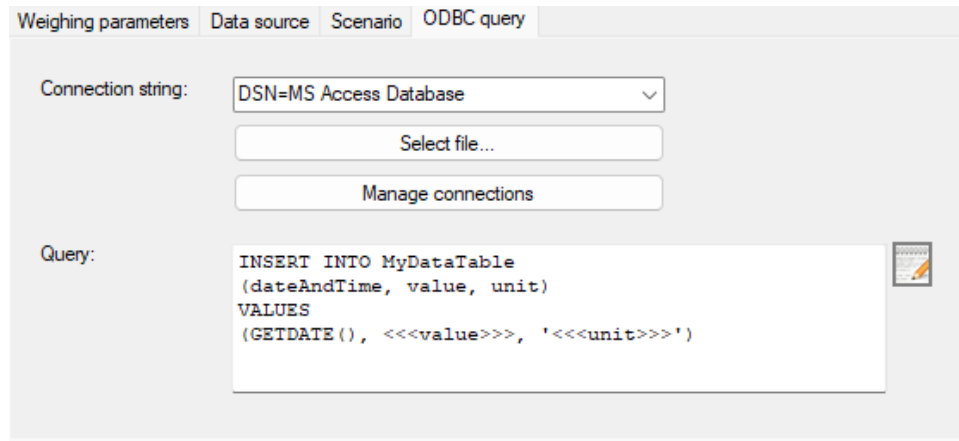 Weighing parameters Data source Scenario ODBC query
Connection string: DSN=MS Access Database
Select file...
Manage connections
Query: INSERT INTO MyDataTable
(dateAndTime, value, unit)
VALUES
(GETDATE(), <<<value>>>, '<<<unit>>>')